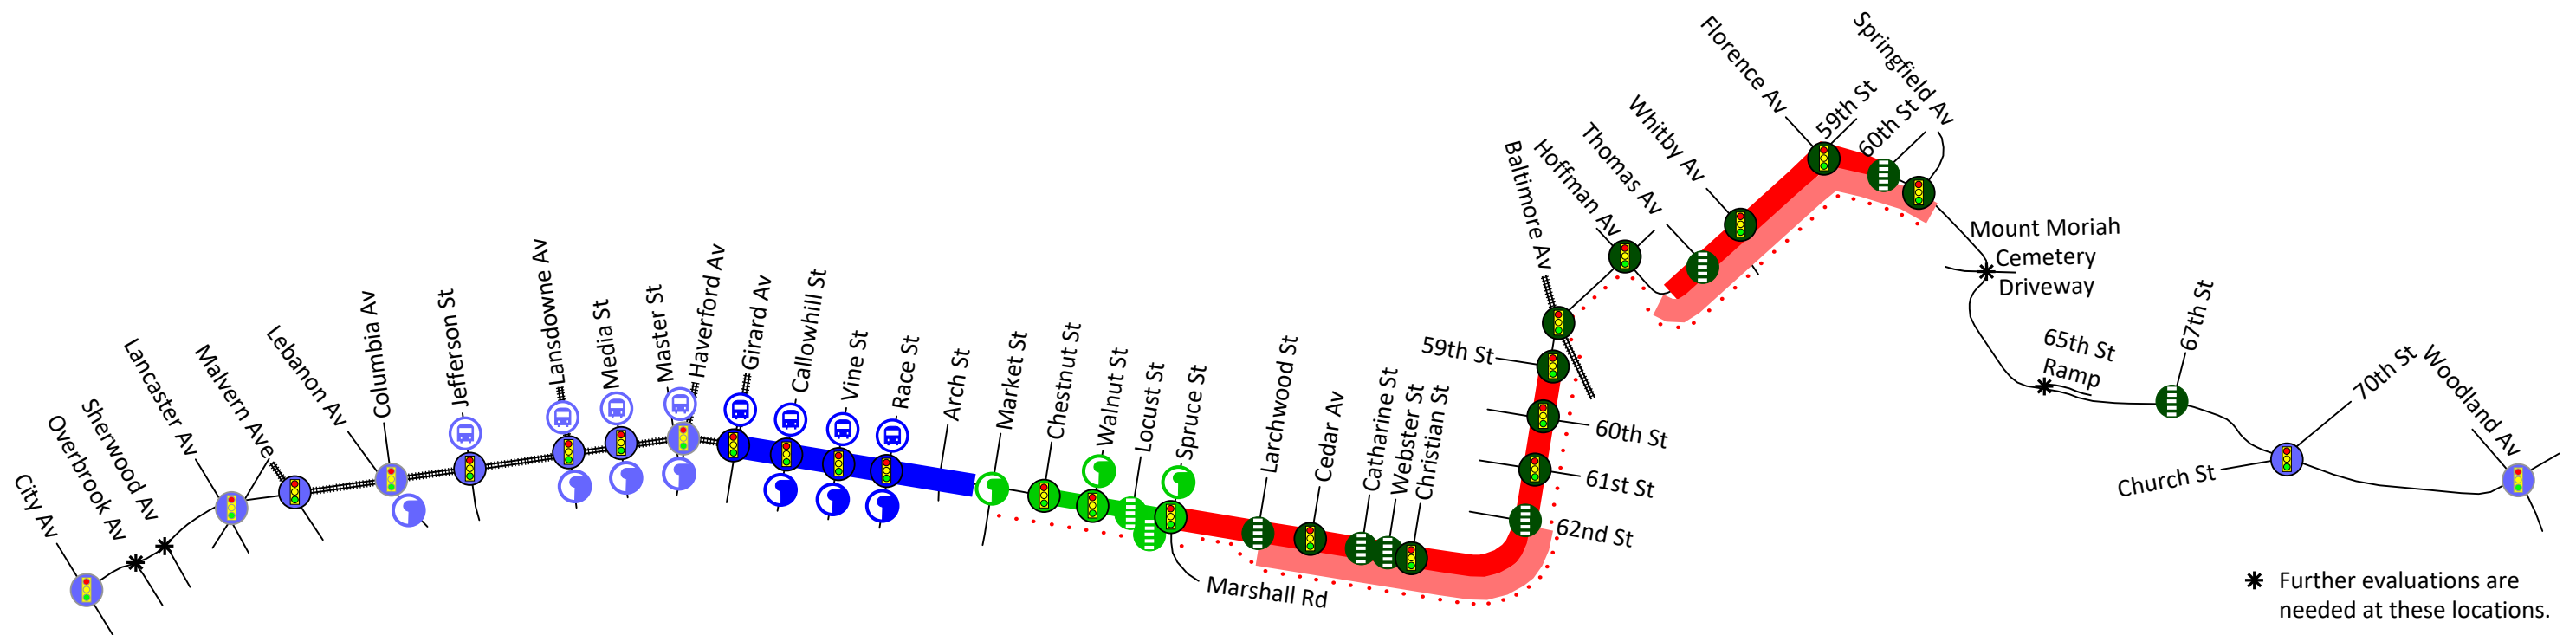 City Av
Overbrook Av
Sherwood Av
Lancaster Av
Malvern Ave
Lebanon Av
Columbia Av
Jefferson St
Lansdowne Av
Media St
Master St
Haverford Av
Girard Av
Callowhill St
Vine St
Race St
Arch St
Market St
Chestnut St
Walnut St
Locust St
Spruce St
Marshall Rd
Larchwood St
Cedar Av
Catharine St
Webster St
Christian St
62nd St
61st St
60th St
59th St
Baltimore Av
Hoffman Av
Thomas Av
Whitby Av
Florence Av
59th St
60th St
Springfield Av
Mount Moriah
Cemetery
Driveway
65th St
Ramp
67th St
Church St
70th St
Woodland Av
Further evaluations are
needed at these locations.